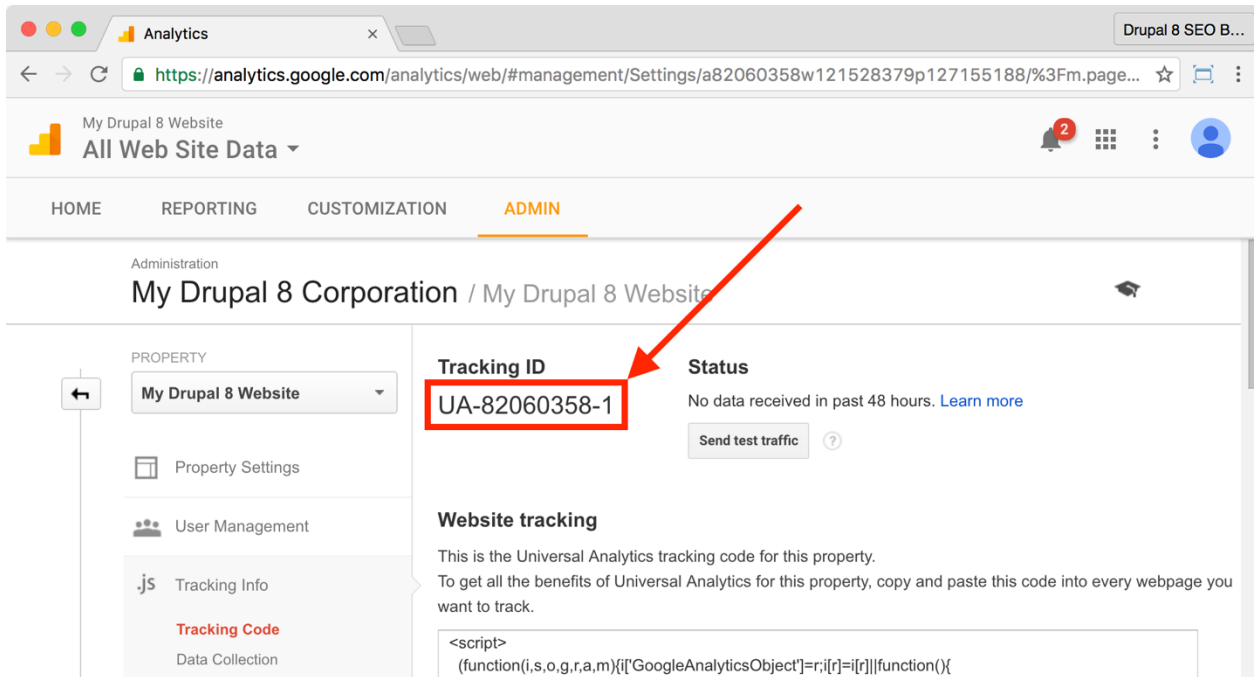 Analytics
Drupal 8 SEO B...
https://analytics.google.com/analytics/web/#management/Settings/a82060358w121528379p127155188/%3Fm.page...
My Drupal 8 Website
All Web Site Data
2
HOME REPORTING CUSTOMIZATION ADMIN
Administration
My Drupal 8 Corporation / My Drupal 8 Website
PROPERTY
My Drupal 8 Website
Property Settings
User Management
.js Tracking Info
Tracking Code
Data Collection
Tracking ID
UA-82060358-1
Status
No data received in past 48 hours. Learn more
Send test traffic ?
Website tracking
This is the Universal Analytics tracking code for this property.
To get all the benefits of Universal Analytics for this property, copy and paste this code into every webpage you
want to track.
<script>
(function(i,s,o,g,r,a,m){i['GoogleAnalyticsObject']=r;i[r]=i[r]||function(){